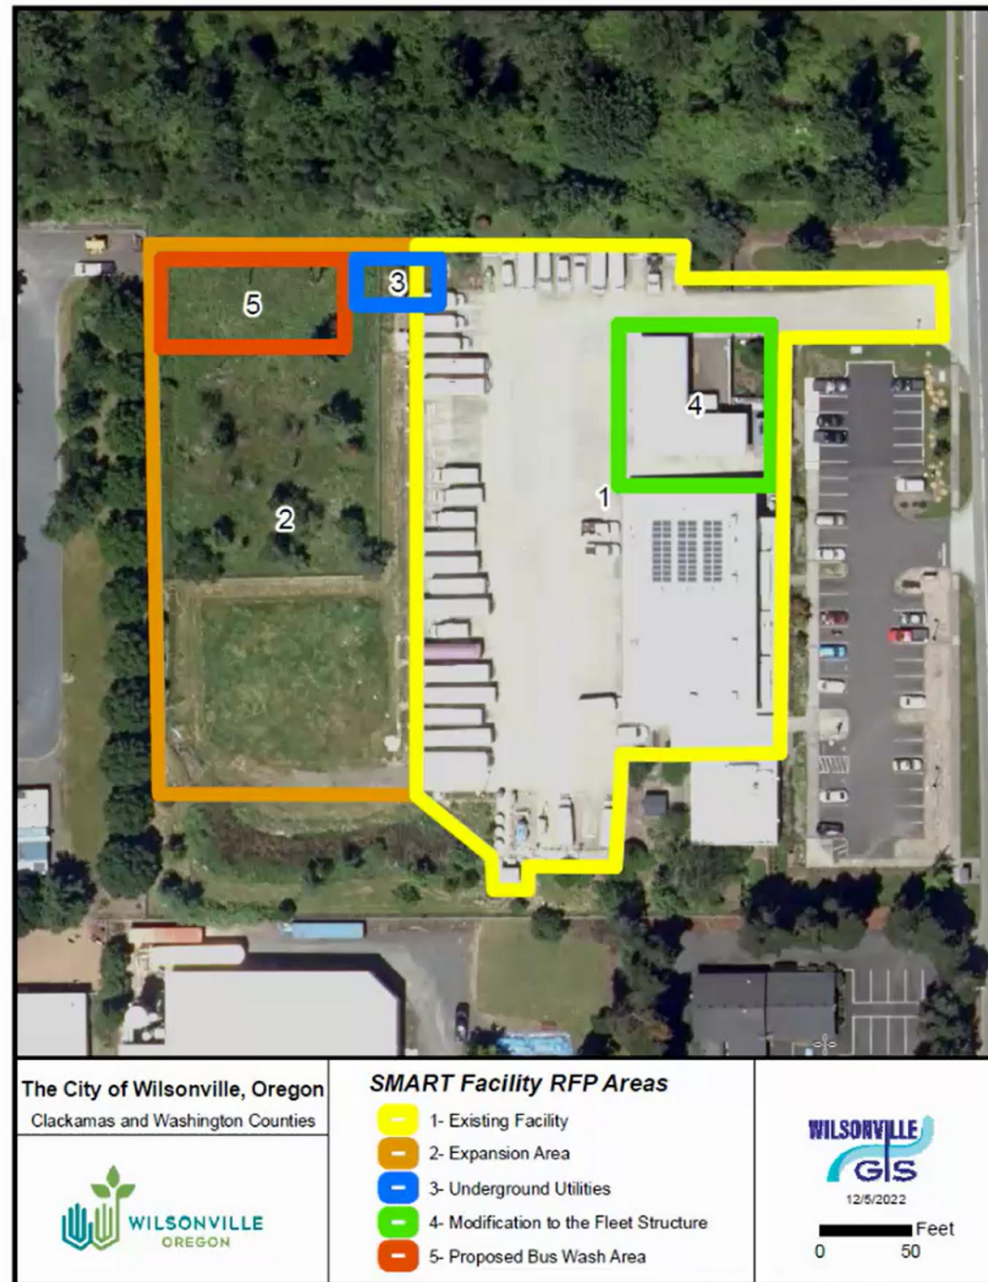 5
3
4
2
1
The City of Wilsonville, Oregon
Clackamas and Washington Counties
WILSONVILLE
OREGON
SMART Facility RFP Areas
1- Existing Facility
2- Expansion Area
3- Underground Utilities
4- Modification to the Fleet Structure
5- Proposed Bus Wash Area
WILSONVILLE
GIS
12/5/2022
Feet
0 50